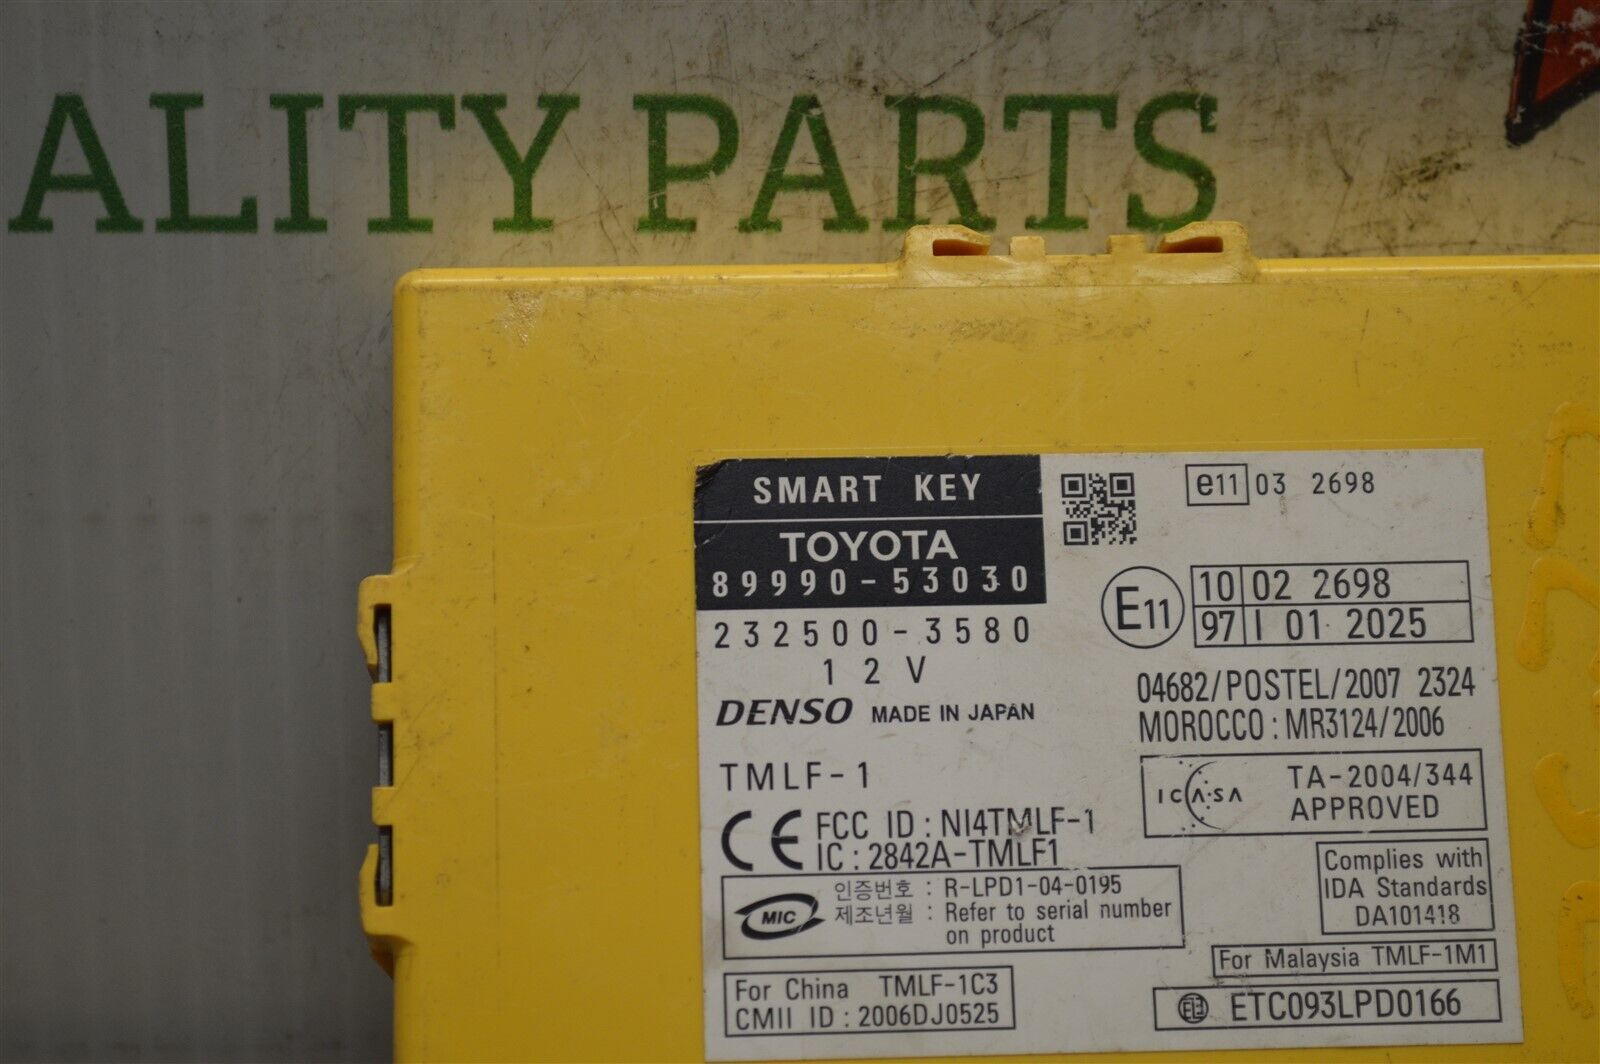 ALITY PARTS
SMART KEY
TOYOTA
89990-53030
232500-3580
12V
DENSO MADE IN JAPAN
TMLF-1
CE FCC ID : NI4TMLF-1
IC : 2842A-TMLF1
MIC 인증번호 : R-LPD1-04-0195
제조년월 : Refer to serial number
on product
For China TMLF-1C3
CMII ID : 2006DJ0525
e11 03 2698
E11 10 02 2698
97 I 01 2025
04682/POSTEL/2007 2324
MOROCCO : MR3124/2006
ICASA TA-2004/344
APPROVED
Complies with
IDA Standards
DA101418
For Malaysia TMLF-1M1
ETC093LPD0166